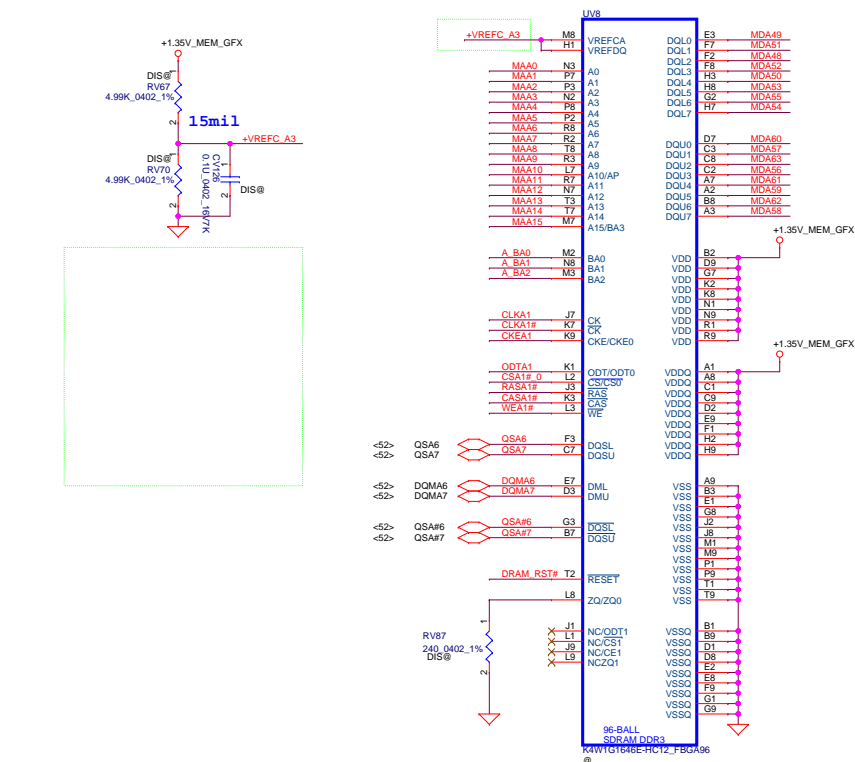 UV8
+1.35V_MEM_GFX
DIS@
RV67
4.99K_0402_1%
1
2
15mil
+VREFC_A3
DIS@
RV70
4.99K_0402_1%
1
2
CV126
0.1U_0402_16V7K
1
2
DIS@
+VREFC_A3 M8 VREFCA
H1 VREFDQ
MAA0 N3 A0
MAA1 P7 A1
MAA2 P3 A2
MAA3 N2 A3
MAA4 P8 A4
MAA5 P2 A5
MAA6 R8 A6
MAA7 R2 A7
MAA8 T8 A8
MAA9 R3 A9
MAA10 L7 A10/AP
MAA11 R7 A11
MAA12 N7 A12
MAA13 T3 A13
MAA14 T7 A14
MAA15 M7 A15/BA3
A_BA0 M2 BA0
A_BA1 N8 BA1
A_BA2 M3 BA2
CLKA1 J7 CK
CLKA1# K7 CK
CKEA1 K9 CKE/CKE0
ODTA1 K1 ODT/ODT0
CSA1#_0 L2 CS/CS0
RASA1# J3 RAS
CASA1# K3 CAS
WEA1# L3 WE
<52> QSA6 QSA6 F3 DQSL
<52> QSA7 QSA7 C7 DQSU
<52> DQMA6 DQMA6 E7 DML
<52> DQMA7 DQMA7 D3 DMU
<52> QSA#6 QSA#6 G3 DQSL
<52> QSA#7 QSA#7 B7 DQSU
DRAM_RST# T2 RESET
L8 ZQ/ZQ0
RV87
240_0402_1%
DIS@
1
2
J1 NC/ODT1
L1 NC/CS1
J9 NC/CE1
L9 NCZQ1
DQL0 E3 MDA49
DQL1 F7 MDA51
DQL2 F2 MDA48
DQL3 F8 MDA52
DQL4 H3 MDA50
DQL5 H8 MDA53
DQL6 G2 MDA55
DQL7 H7 MDA54
DQU0 D7 MDA60
DQU1 C3 MDA57
DQU2 C8 MDA63
DQU3 C2 MDA56
DQU4 A7 MDA61
DQU5 A2 MDA59
DQU6 B8 MDA62
DQU7 A3 MDA58
+1.35V_MEM_GFX
VDD B2
VDD D9
VDD G7
VDD K2
VDD K8
VDD N1
VDD N9
VDD R1
VDD R9
+1.35V_MEM_GFX
VDDQ A1
VDDQ A8
VDDQ C1
VDDQ C9
VDDQ D2
VDDQ E9
VDDQ F1
VDDQ H2
VDDQ H9
VSS A9
VSS B3
VSS E1
VSS G8
VSS J2
VSS J8
VSS M1
VSS M9
VSS P1
VSS P9
VSS T1
VSS T9
VSSQ B1
VSSQ B9
VSSQ D1
VSSQ D8
VSSQ E2
VSSQ E8
VSSQ F9
VSSQ G1
VSSQ G9
96-BALL
SDRAM DDR3
K4W1G1646E-HC12_FBGA96
@